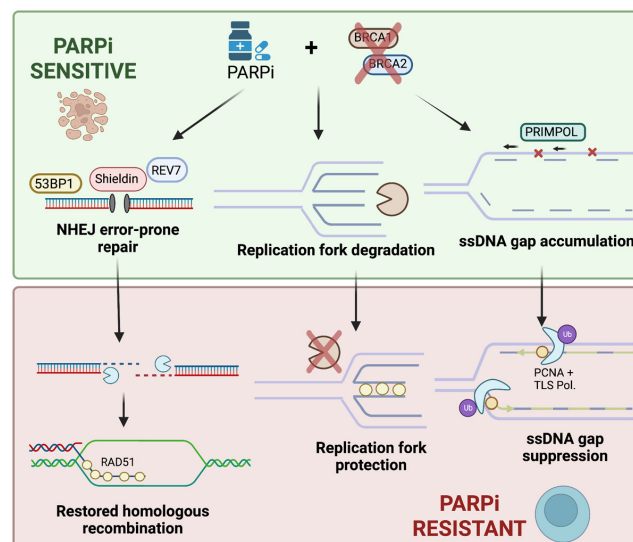 PARPi
SENSITIVE
PARPi
+
BRCA1
BRCA2
53BP1
Shieldin
REV7
NHEJ error-prone
repair
Replication fork degradation
PRIMPOL
ssDNA gap accumulation
RAD51
Restored homologous
recombination
Replication fork
protection
Ub
PCNA +
TLS Pol.
Ub
ssDNA gap
suppression
PARPi
RESISTANT